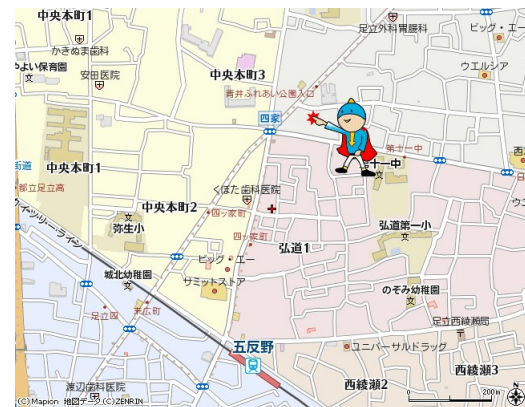 中央本町1
足立外科胃腸科
ビッグ・エー
かきぬま歯科
やよい保育園
安田医院
中央本町3
ウエルシア
青井ふれあい公園入口
四家
第十一中
十一中
中央本町1
都立足立高
街道
くぼた歯科医院
中央本町2
弥生小
四ッ家町
四ッ家町
弘道1
弘道第一小
ビッグ・エー
城北幼稚園
サミットストア
のぞみ幼稚園
足立四
末広町
足立西綾瀬局
五反野
ユニバーサルドラッグ
渡辺歯科医院
西綾瀬2
西綾瀬3
200m
(C)Mapion 地図データ(C)ZENRIN